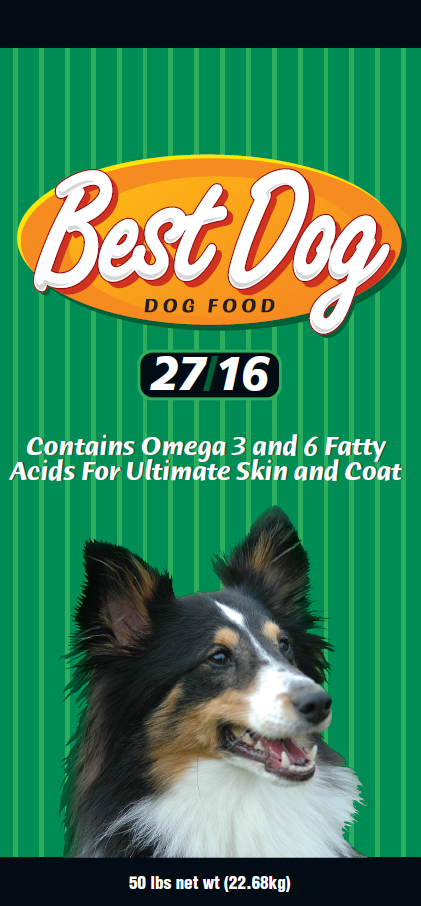 Best Dog
DOG FOOD
27/16
Contains Omega 3 and 6 Fatty
Acids For Ultimate Skin and Coat
50 lbs net wt (22.68kg)